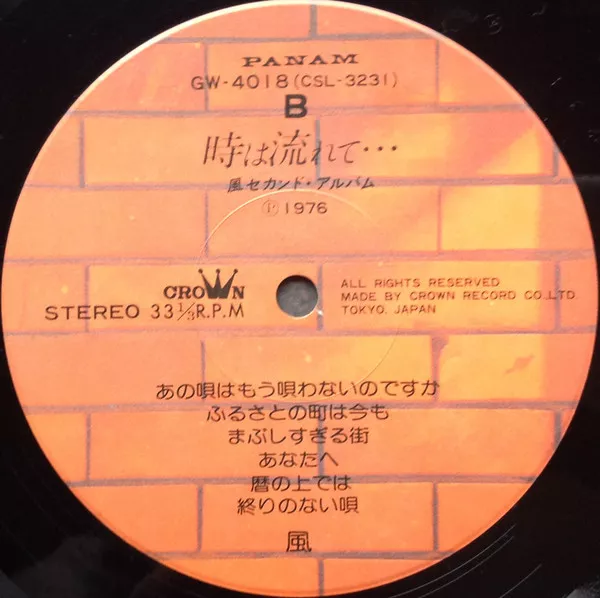 PANAM
GW-4018(CSL-3231)
B
時は流れて…
風セカンド・アルバム
Ⓟ1976
CROWN
STEREO 33 1/3 R.P.M
ALL RIGHTS RESERVED
MADE BY CROWN RECORD CO.,LTD.
TOKYO, JAPAN
あの唄はもう唄わないのですか
ふるさとの町は今も
まぶしすぎる街
あなたへ
暦の上では
終りのない唄
風